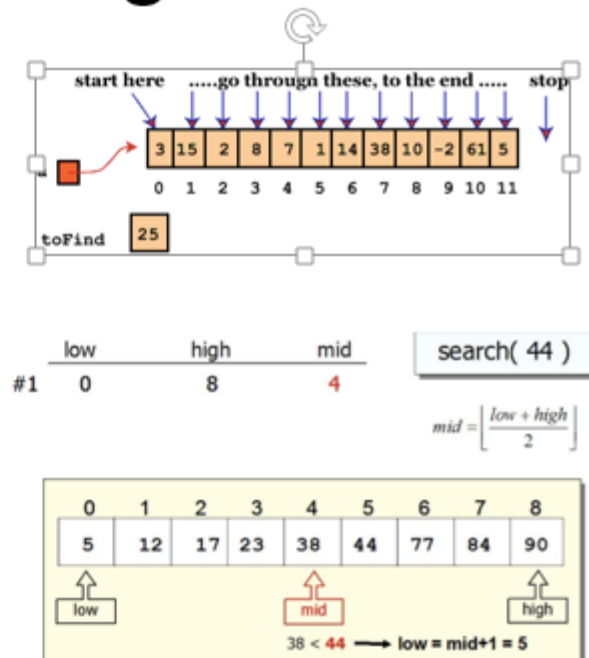 start here .....go through these, to the end ..... stop
3 15 2 8 7 1 14 38 10 -2 61 5
0 1 2 3 4 5 6 7 8 9 10 11
toFind 25
low high mid search( 44 )
#1 0 8 4
mid = ⌊(low + high)/2⌋
0 1 2 3 4 5 6 7 8
5 12 17 23 38 44 77 84 90
low mid high
38 < 44 → low = mid+1 = 5